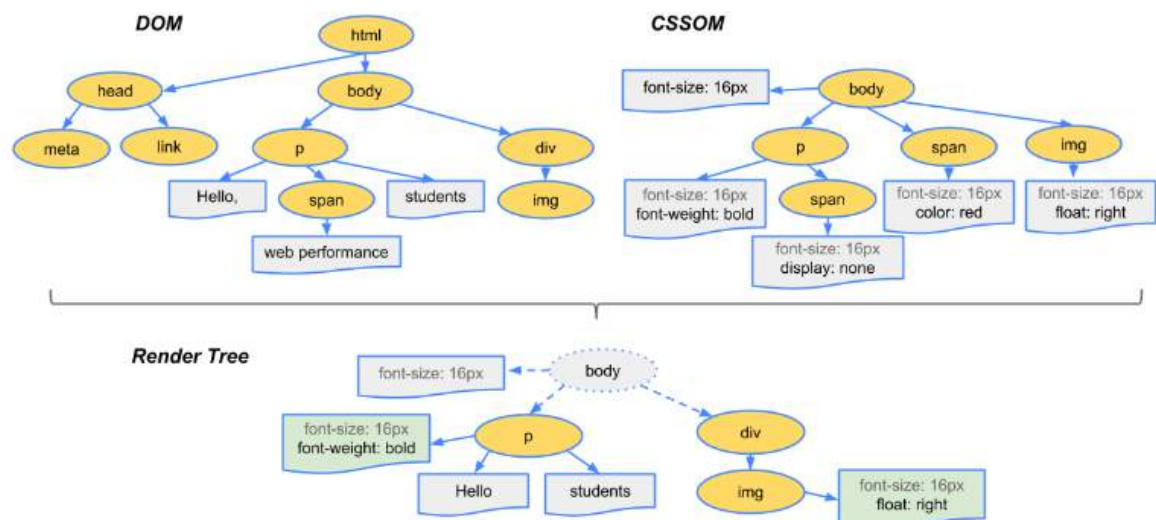 DOM
html
head
body
meta
link
p
div
Hello,
span
students
img
web performance
CSSOM
font-size: 16px
body
p
span
img
font-size: 16px
font-weight: bold
span
font-size: 16px
color: red
font-size: 16px
float: right
font-size: 16px
display: none
Render Tree
font-size: 16px
body
font-size: 16px
font-weight: bold
p
div
Hello
students
img
font-size: 16px
float: right